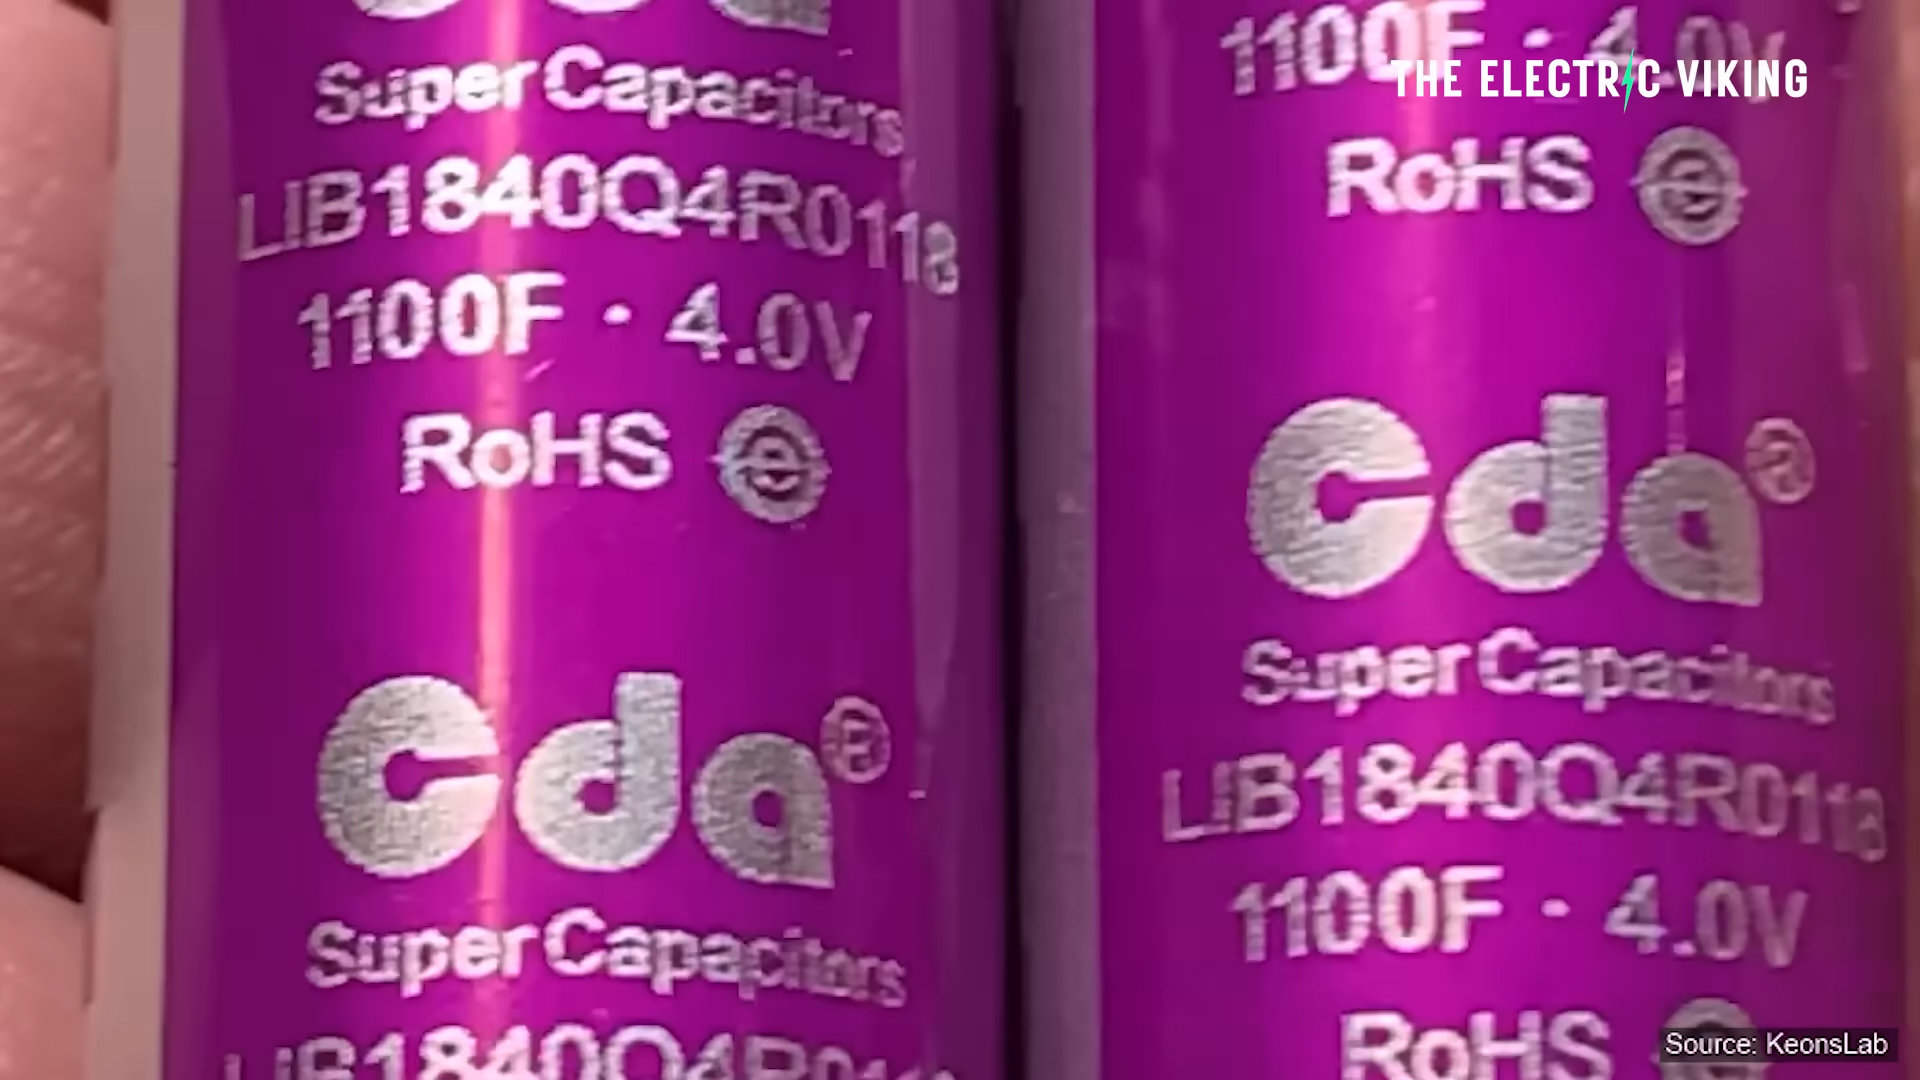 Super Capacitors
LIB1840Q4R0118
1100F · 4.0V
RoHS e
Cda®
Super Capacitors
LIB1840Q4R011
1100F · 4.0V
RoHS e
Cda®
Super Capacitors
LIB1840Q4R0118
1100F · 4.0V
RoHS
THE ELECTRIC VIKING
Source: KeonsLab